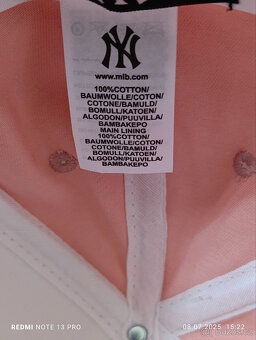 NY
www.mlb.com
100%COTTON/
BAUMWOLLE/COTON/
COTONE/BAMULD/
BOMULL/KATOEN/
ALGODON/PUUVILLA/
BAMBAKEPO
MAIN LINING
100%COTTON/
BAUMWOLLE/COTON/
COTONE/BAMULD/
BOMULL/KATOEN/
ALGODON/PUUVILLA/
BAMBAKEPO
REDMI NOTE 13 PRO
08.07.2025 15:22